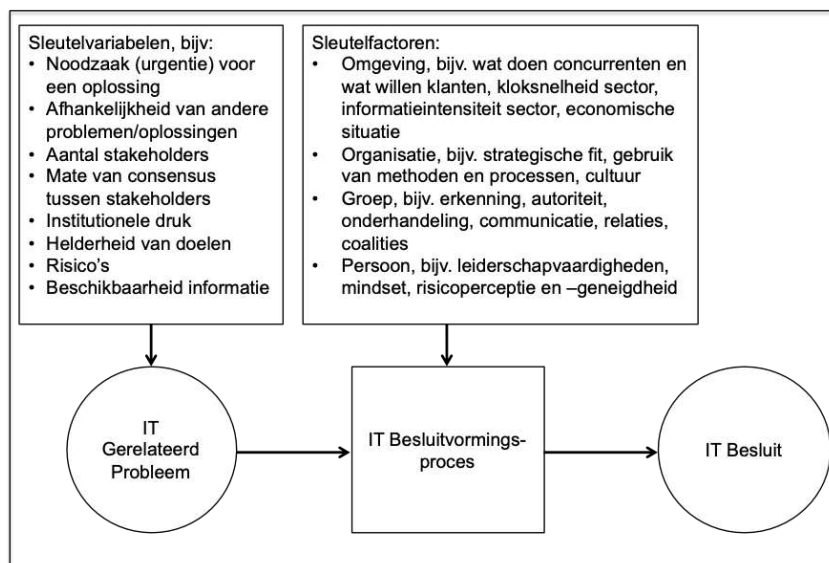 Sleutelvariabelen, bijv:
• Noodzaak (urgentie) voor
een oplossing
• Afhankelijkheid van andere
problemen/oplossingen
• Aantal stakeholders
• Mate van consensus
tussen stakeholders
• Institutionele druk
• Helderheid van doelen
• Risico's
• Beschikbaarheid informatie
Sleutelfactoren:
• Omgeving, bijv. wat doen concurrenten en
wat willen klanten, kloksnelheid sector,
informatieintensiteit sector, economische
situatie
• Organisatie, bijv. strategische fit, gebruik
van methoden en processen, cultuur
• Groep, bijv. erkenning, autoriteit,
onderhandeling, communicatie, relaties,
coalities
• Persoon, bijv. leiderschapvaardigheden,
mindset, risicoperceptie en –geneigdheid
IT
Gerelateerd
Probleem
IT Besluitvormings-
proces
IT Besluit